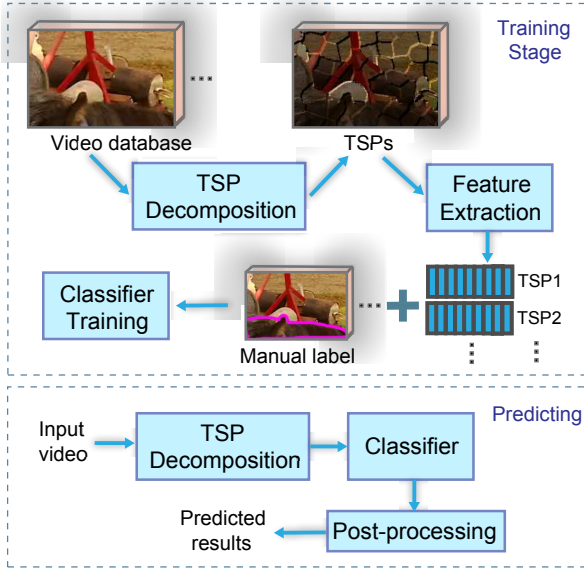 Training
Stage
Video database
TSPs
TSP
Decomposition
Feature
Extraction
Classifier
Training
Manual label
TSP1
TSP2
Predicting
Input
video
TSP
Decomposition
Classifier
Predicted
results
Post-processing